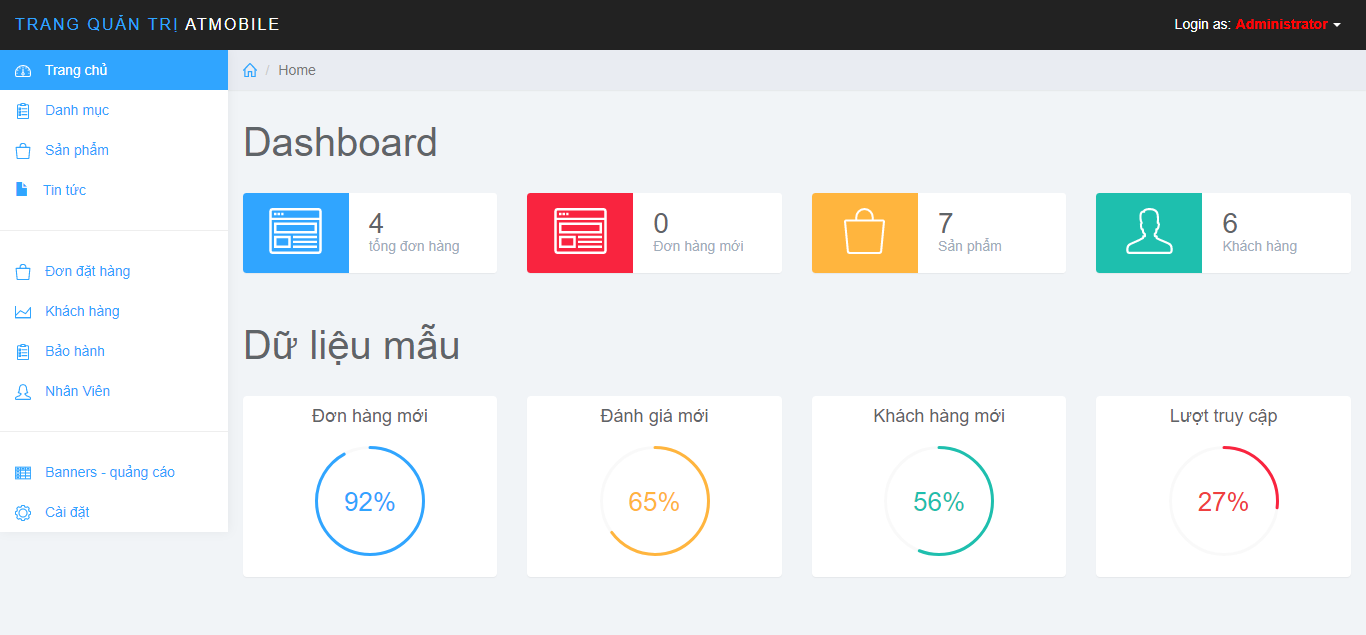 TRANG QUẢN TRỊ ATMOBILE
Login as: Administrator
Trang chủ
Danh mục
Sản phẩm
Tin tức
Đơn đặt hàng
Khách hàng
Bảo hành
Nhân Viên
Banners - quảng cáo
Cài đặt
/ Home
Dashboard
4
tổng đơn hàng
0
Đơn hàng mới
7
Sản phẩm
6
Khách hàng
Dữ liệu mẫu
Đơn hàng mới
92%
Đánh giá mới
65%
Khách hàng mới
56%
Lượt truy cập
27%